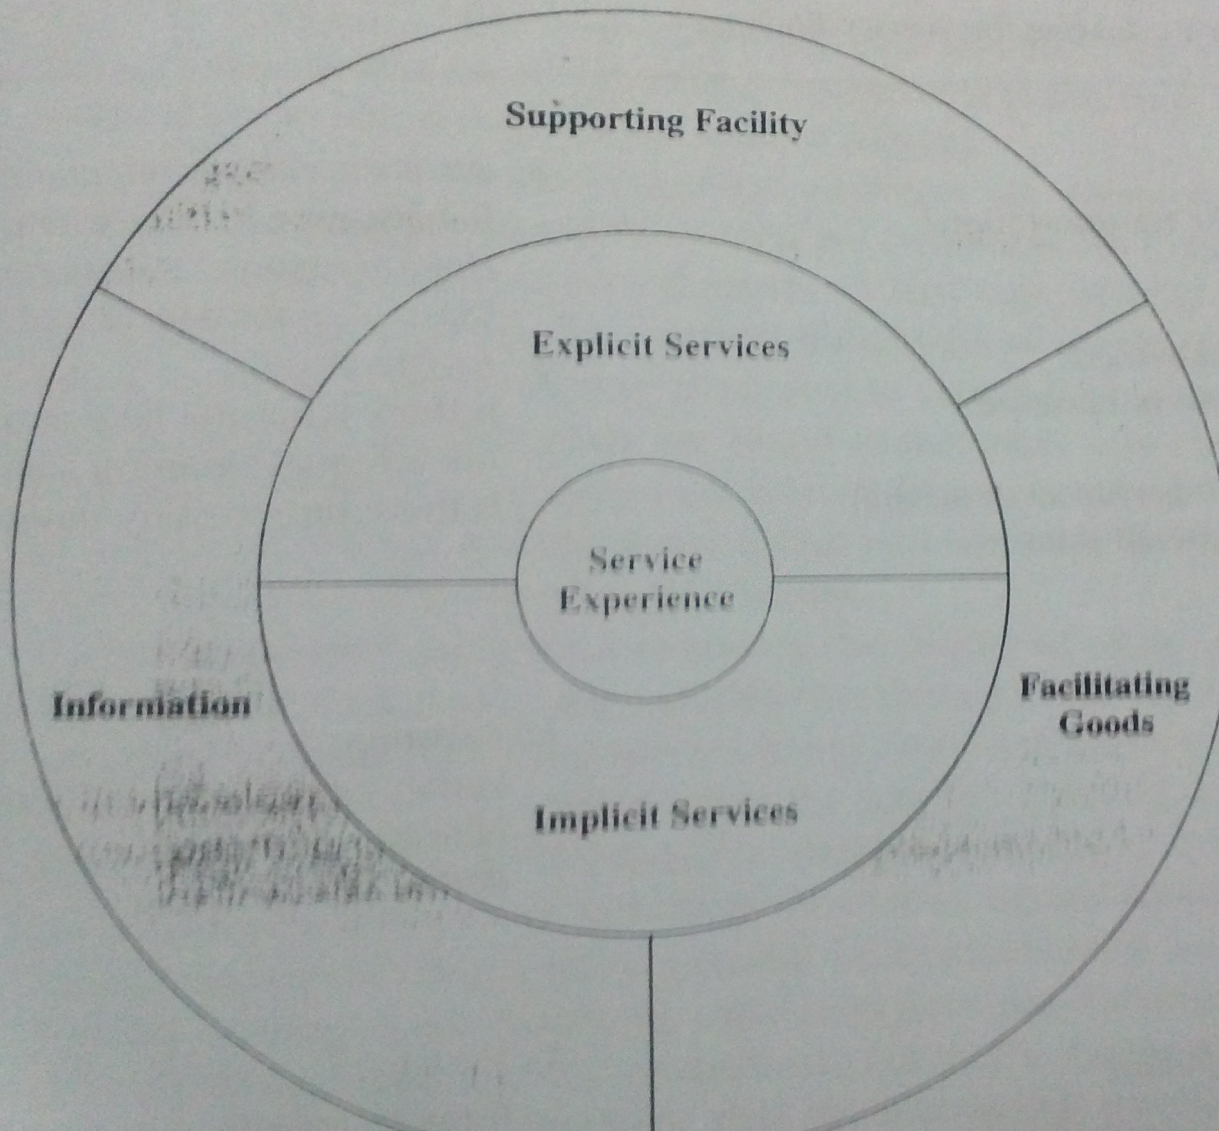 Supporting Facility
Explicit Services
Service
Experience
Information
Facilitating
Goods
Implicit Services